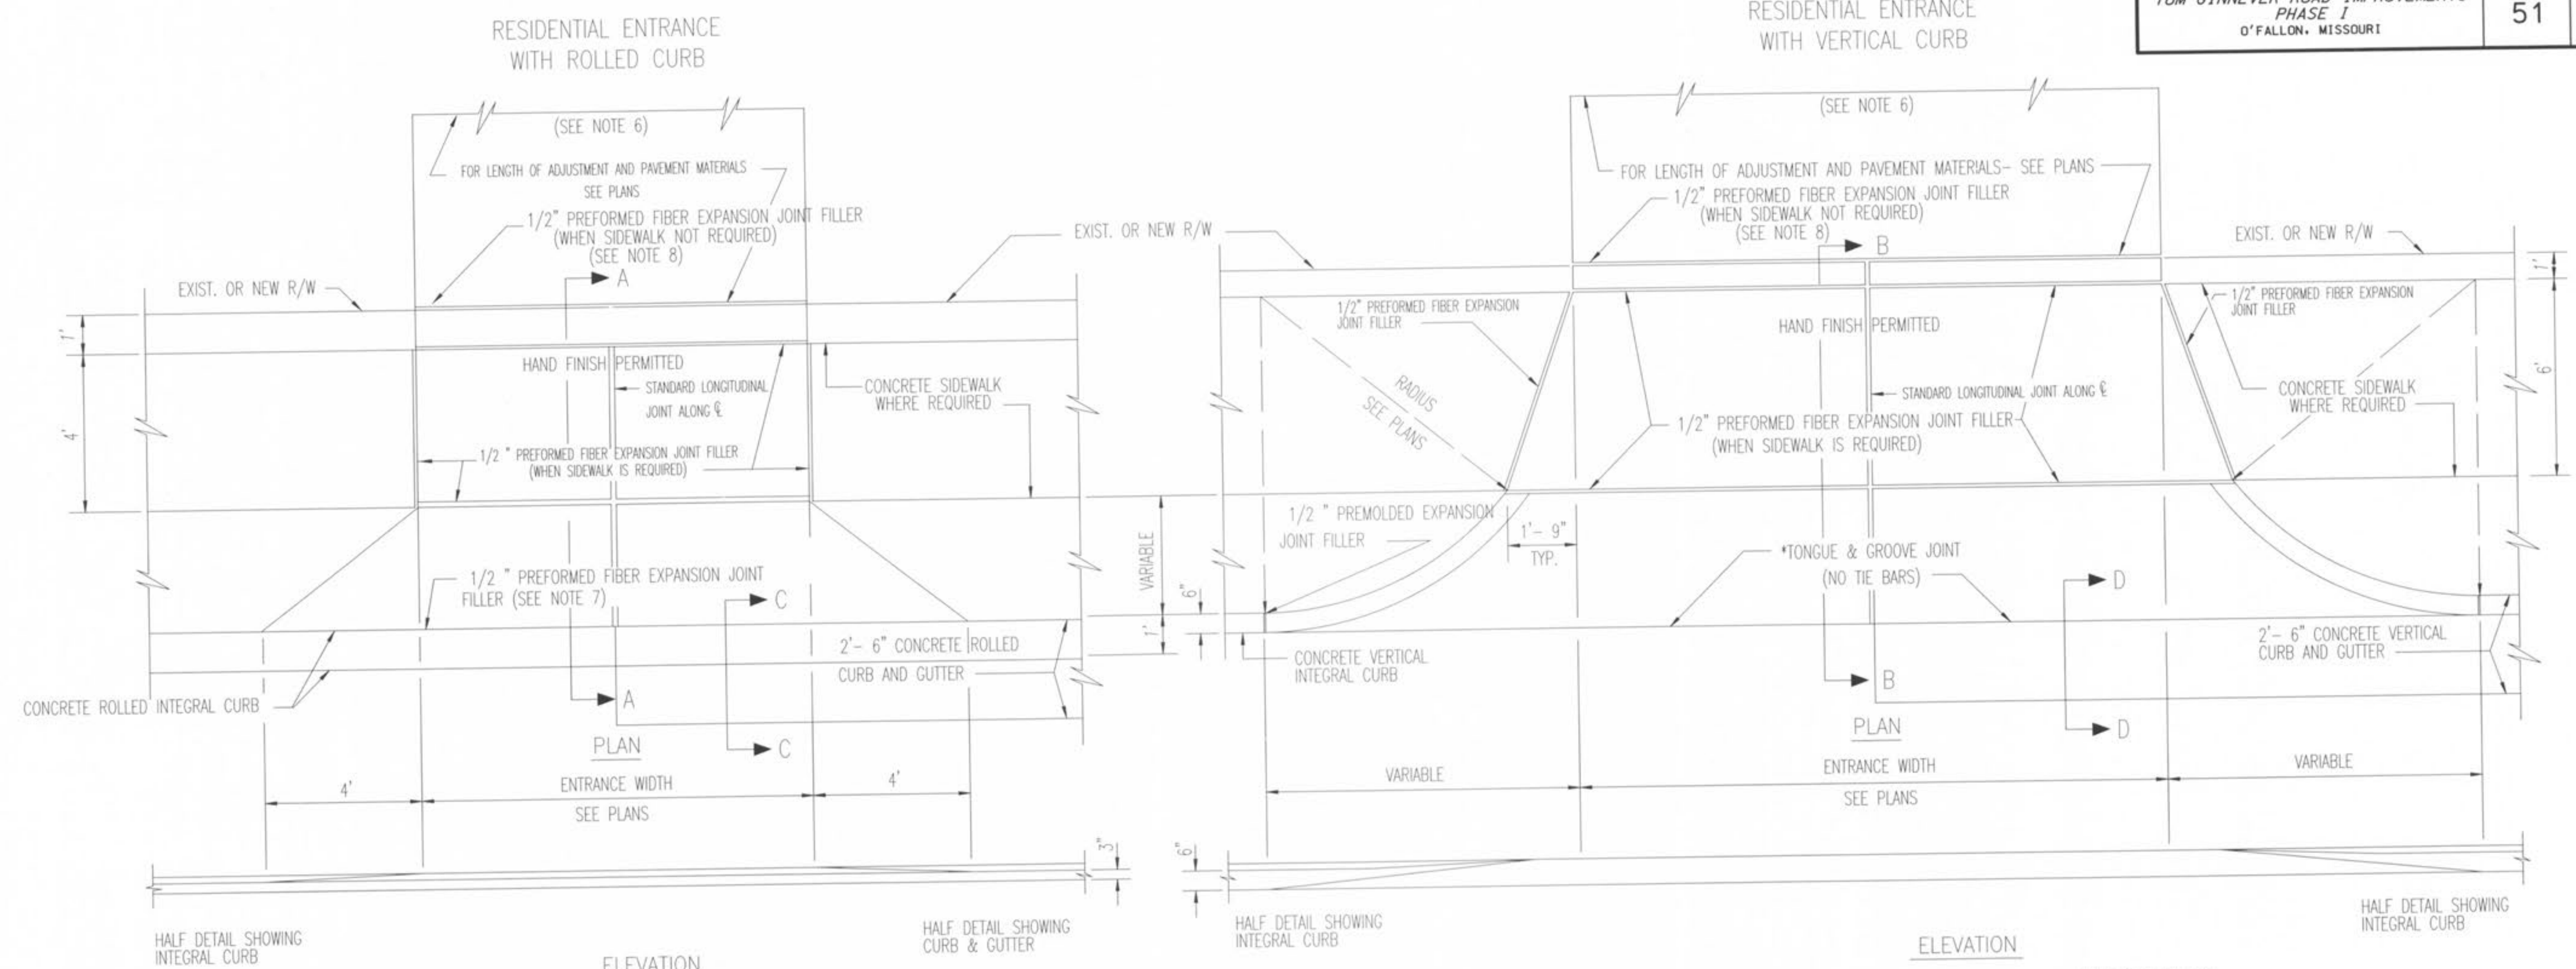 RESIDENTIAL ENTRANCE
WITH ROLLED CURB
(SEE NOTE 6)
FOR LENGTH OF ADJUSTMENT AND PAVEMENT MATERIALS
SEE PLANS
1/2" PREFORMED FIBER EXPANSION JOINT FILLER
(WHEN SIDEWALK NOT REQUIRED)
(SEE NOTE 8)
A
EXIST. OR NEW R/W
EXIST. OR NEW R/W
1'
4'
HAND FINISH PERMITTED
STANDARD LONGITUDINAL
JOINT ALONG ℄
CONCRETE SIDEWALK
WHERE REQUIRED
1/2 " PREFORMED FIBER EXPANSION JOINT FILLER
(WHEN SIDEWALK IS REQUIRED)
1/2 " PREFORMED FIBER EXPANSION JOINT
FILLER (SEE NOTE 7)
C
VARIABLE
1'
2'- 6" CONCRETE ROLLED
CURB AND GUTTER
CONCRETE ROLLED INTEGRAL CURB
A
C
PLAN
4'
ENTRANCE WIDTH
SEE PLANS
4'
3"
HALF DETAIL SHOWING
INTEGRAL CURB
HALF DETAIL SHOWING
CURB & GUTTER
ELEVATION
RESIDENTIAL ENTRANCE
WITH VERTICAL CURB
PHASE I
O'FALLON, MISSOURI
51
(SEE NOTE 6)
FOR LENGTH OF ADJUSTMENT AND PAVEMENT MATERIALS- SEE PLANS
1/2" PREFORMED FIBER EXPANSION JOINT FILLER
(WHEN SIDEWALK NOT REQUIRED)
(SEE NOTE 8)
B
EXIST. OR NEW R/W
1'
6'
1/2" PREFORMED FIBER EXPANSION
JOINT FILLER
HAND FINISH PERMITTED
1/2" PREFORMED FIBER EXPANSION
JOINT FILLER
RADIUS
SEE PLANS
STANDARD LONGITUDINAL JOINT ALONG ℄
CONCRETE SIDEWALK
WHERE REQUIRED
1/2" PREFORMED FIBER EXPANSION JOINT FILLER
(WHEN SIDEWALK IS REQUIRED)
1/2 " PREMOLDED EXPANSION
JOINT FILLER
1'- 9"
TYP.
*TONGUE & GROOVE JOINT
(NO TIE BARS)
D
6"
CONCRETE VERTICAL
INTEGRAL CURB
2'- 6" CONCRETE VERTICAL
CURB AND GUTTER
B
D
PLAN
VARIABLE
ENTRANCE WIDTH
SEE PLANS
VARIABLE
6"
HALF DETAIL SHOWING
INTEGRAL CURB
HALF DETAIL SHOWING
INTEGRAL CURB
ELEVATION